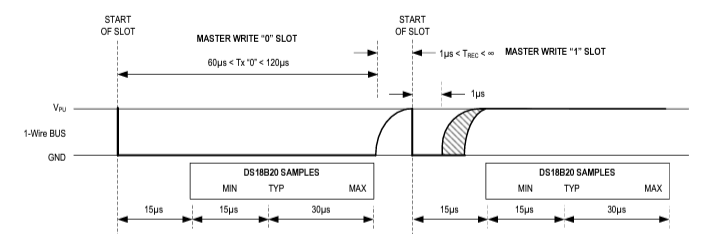 START
OF SLOT
START
OF SLOT
MASTER WRITE “0” SLOT
1µs < TREC < ∞
MASTER WRITE “1” SLOT
60µs < Tx “0” < 120µs
1µs
VPU
1-Wire BUS
GND
DS18B20 SAMPLES
MIN TYP MAX
DS18B20 SAMPLES
MIN TYP MAX
15µs 15µs 30µs
15µs 15µs 30µs